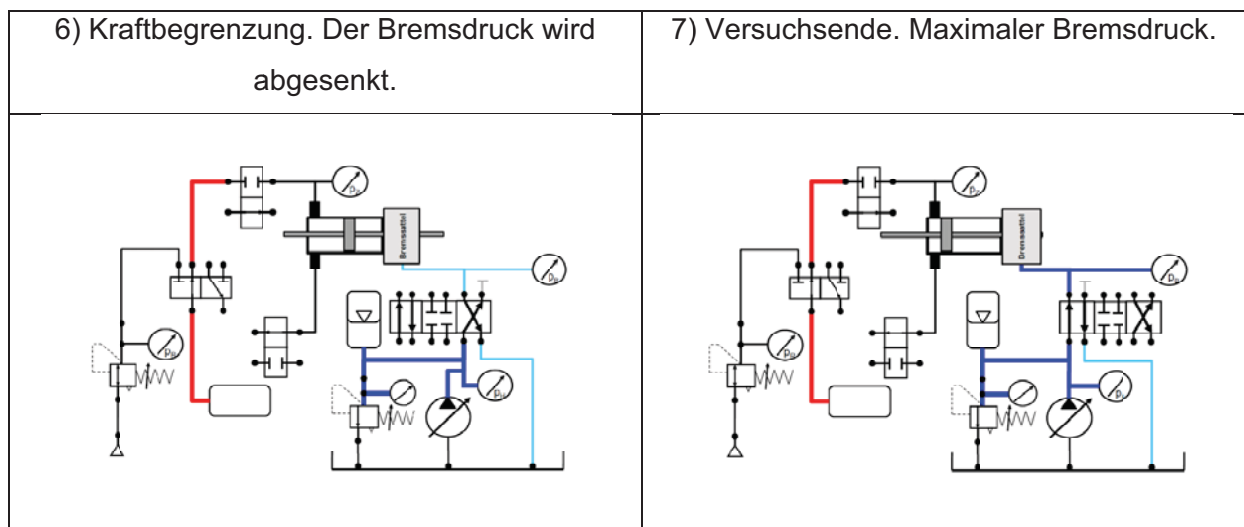 6) Kraftbegrenzung. Der Bremsdruck wird
abgesenkt.
7) Versuchsende. Maximaler Bremsdruck.
Bremssattel
Bremssattel